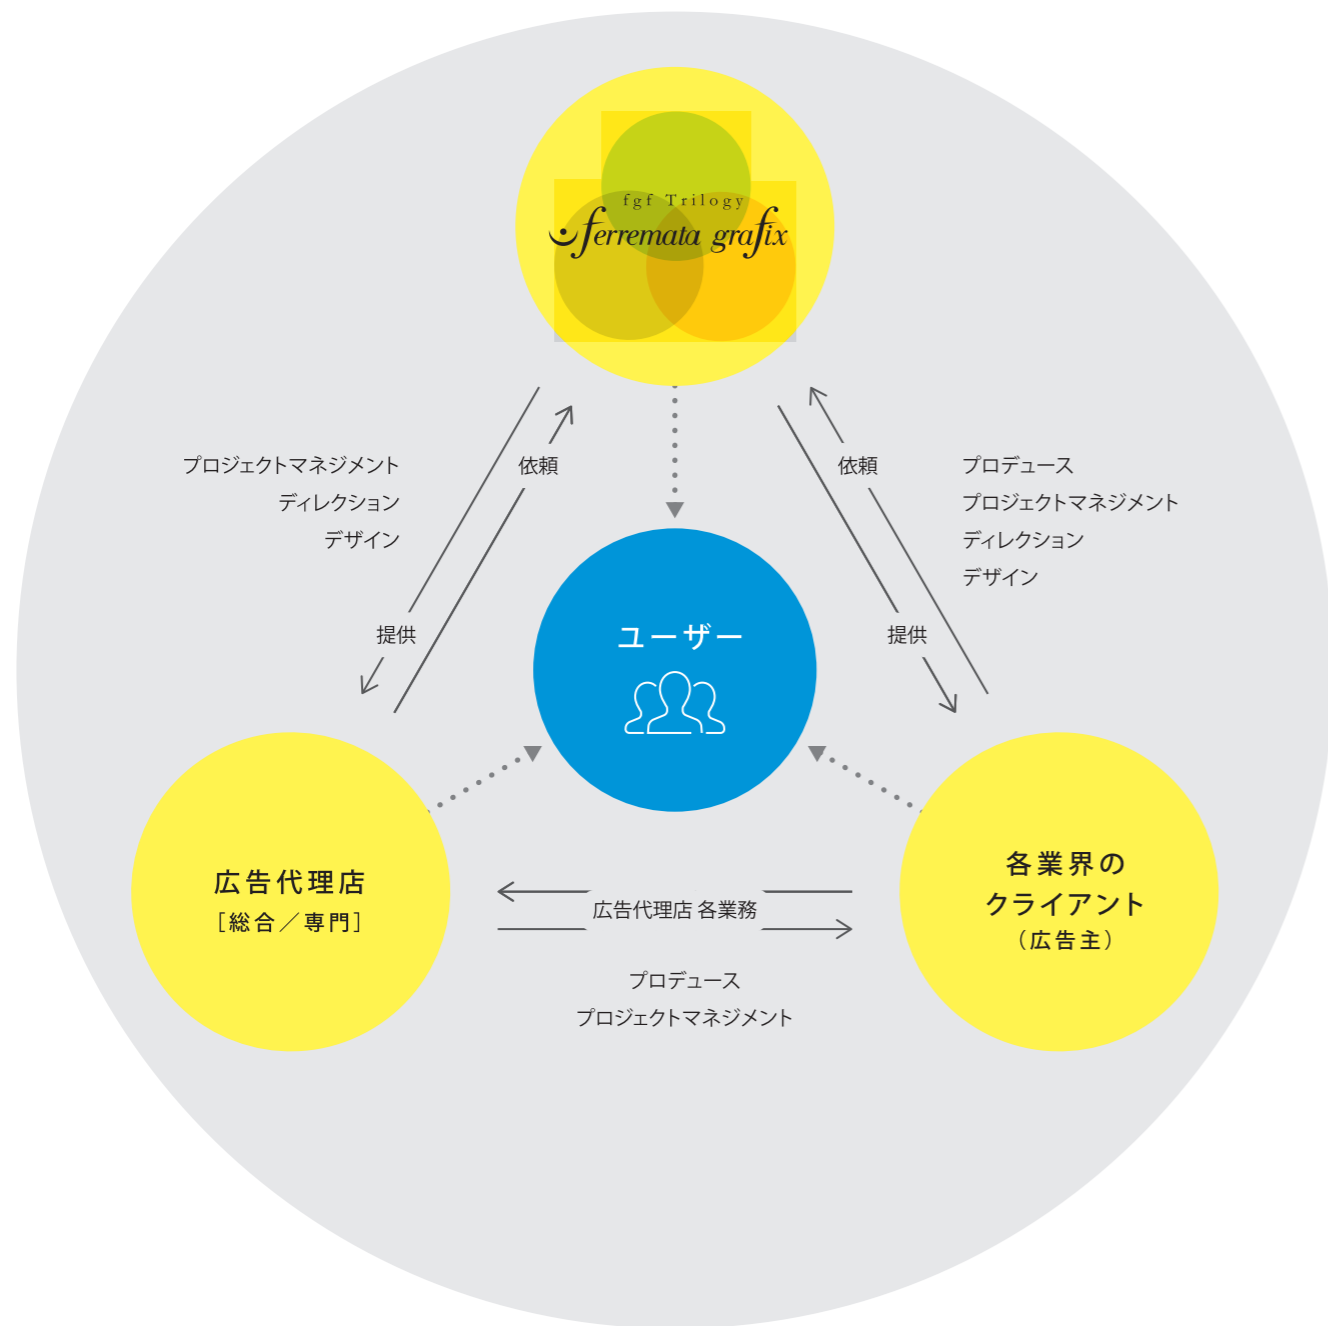 fgf Trilogy
ferremata grafix
プロジェクトマネジメント
ディレクション
デザイン
依頼
提供
依頼
提供
プロデュース
プロジェクトマネジメント
ディレクション
デザイン
ユーザー
広告代理店
［総合／専門］
広告代理店 各業務
プロデュース
プロジェクトマネジメント
各業界の
クライアント
（広告主）